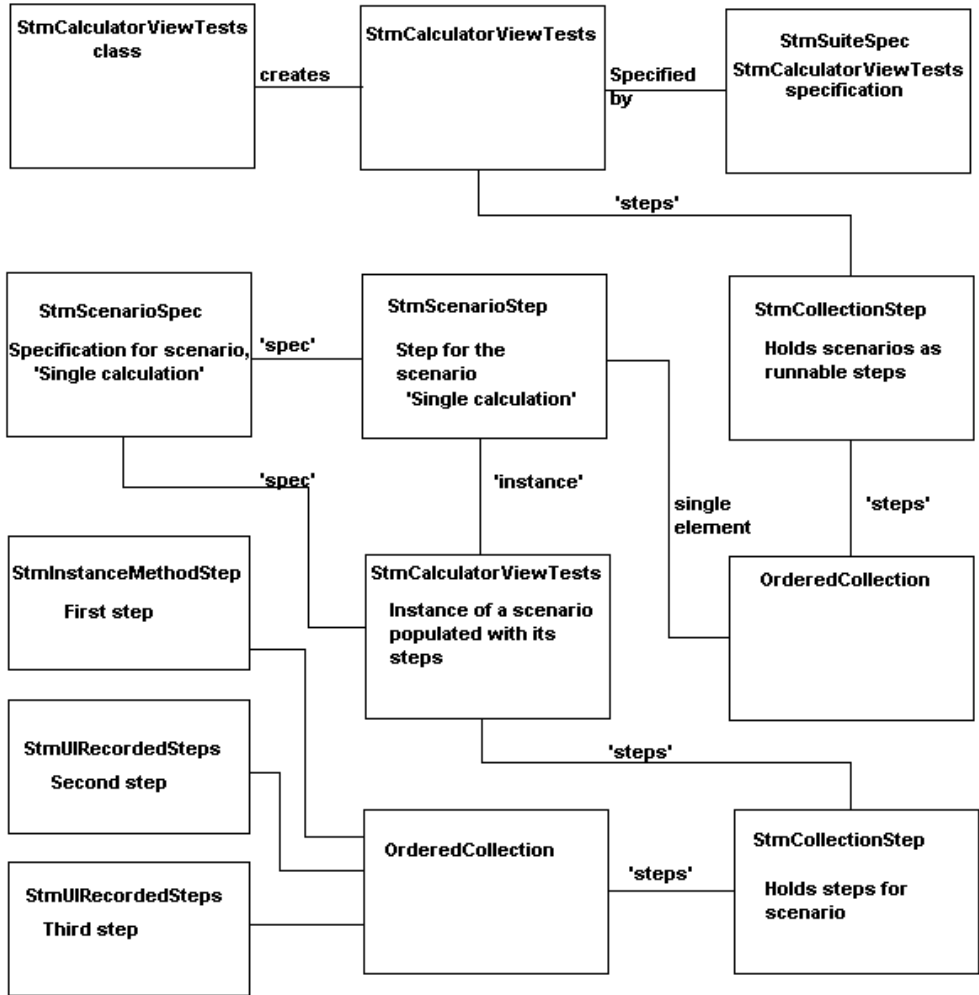 StmCalculatorViewTests
class
creates
StmCalculatorViewTests
Specified
by
StmSuiteSpec
StmCalculatorViewTests
specification
'steps'
StmScenarioSpec
Specification for scenario,
'Single calculation'
'spec'
StmScenarioStep
Step for the
scenario
'Single calculation'
StmCollectionStep
Holds scenarios as
runnable steps
'spec'
'instance'
single
element
'steps'
StmInstanceMethodStep
First step
StmCalculatorViewTests
Instance of a scenario
populated with its
steps
OrderedCollection
StmUIRecordedSteps
Second step
'steps'
StmUIRecordedSteps
Third step
OrderedCollection
'steps'
StmCollectionStep
Holds steps for
scenario